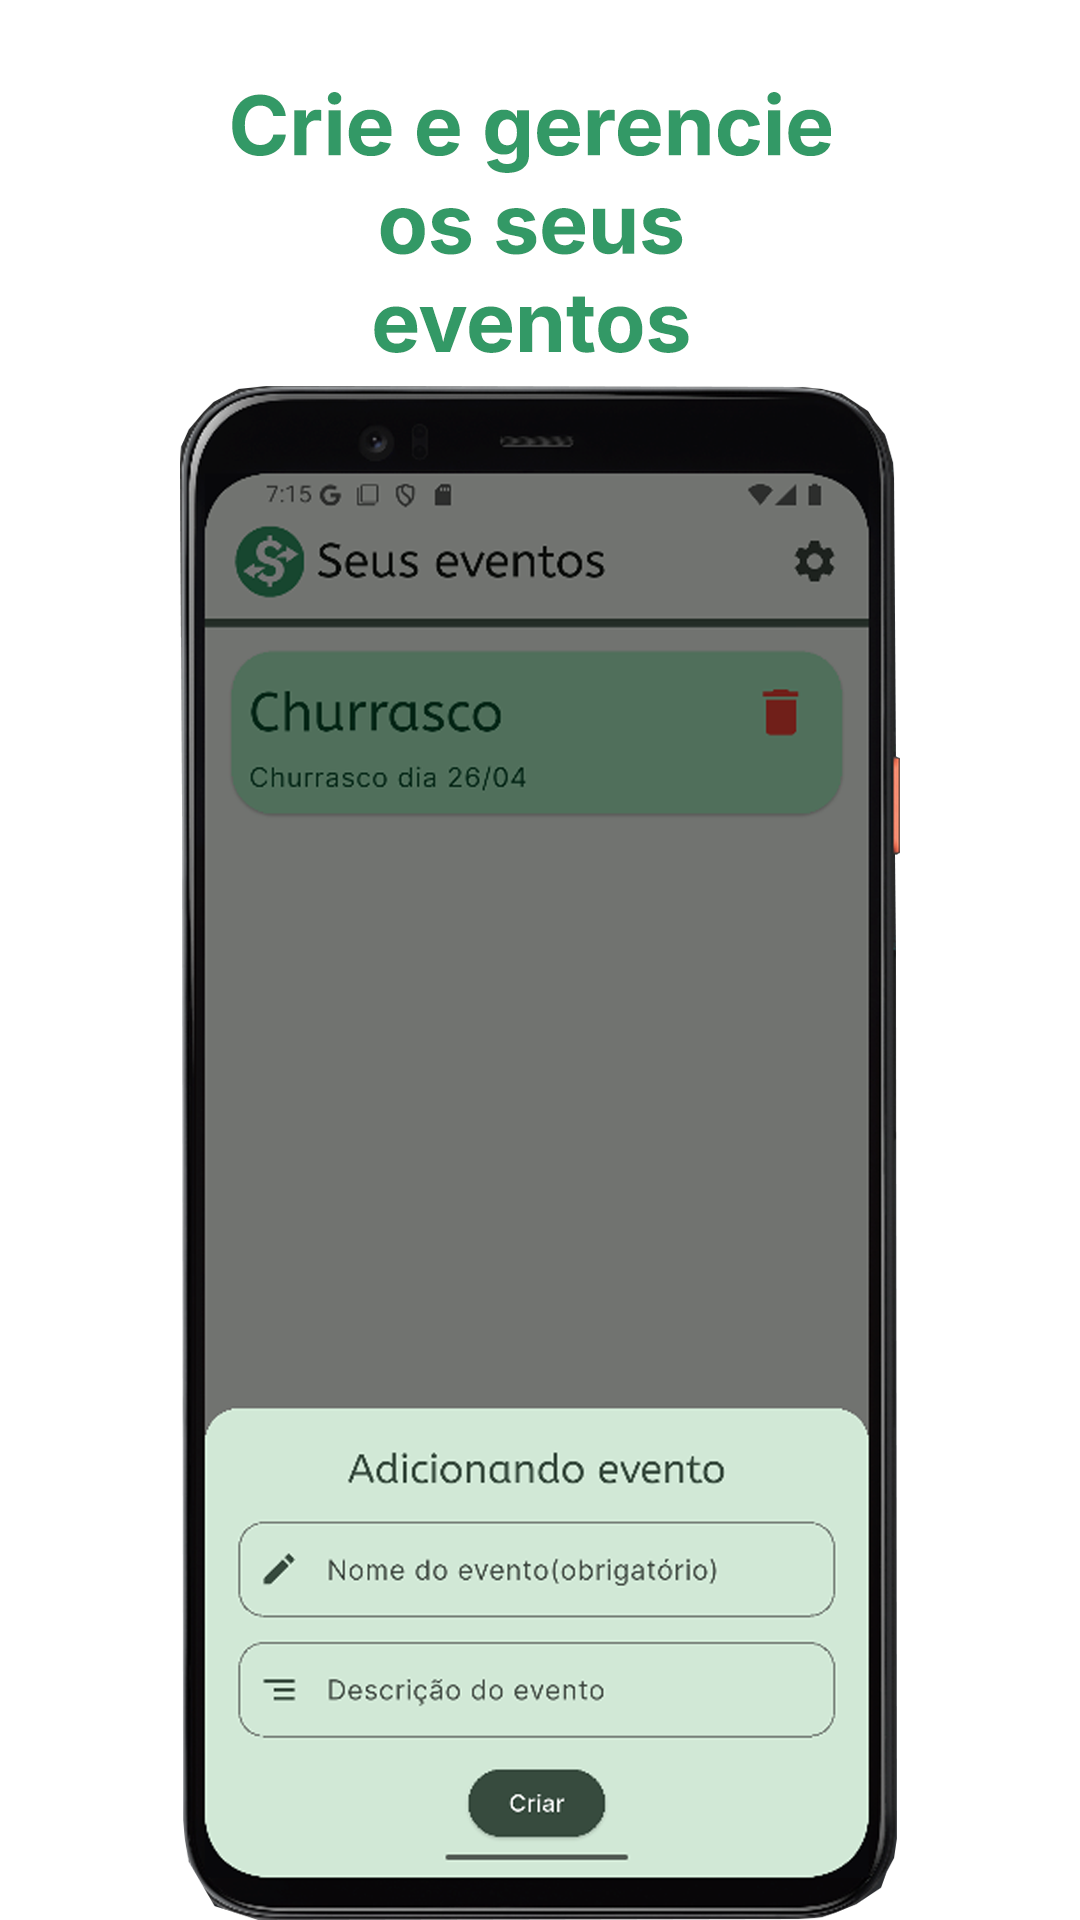 Crie e gerencie
os seus
eventos
7:15
Seus eventos
Churrasco
Churrasco dia 26/04
Adicionando evento
Nome do evento(obrigatório)
Descrição do evento
Criar